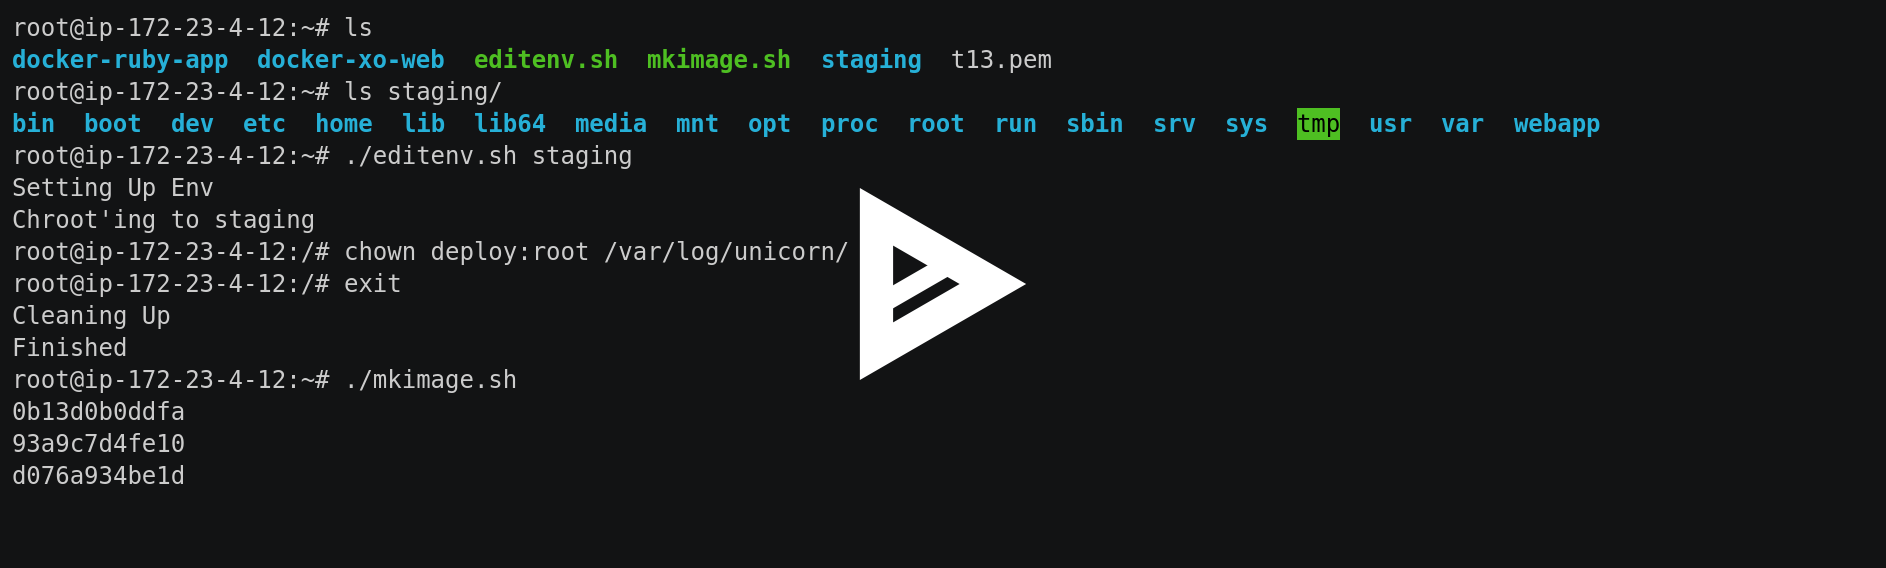 root@ip-172-23-4-12:~# ls
docker-ruby-app  docker-xo-web  editenv.sh  mkimage.sh  staging  t13.pem
root@ip-172-23-4-12:~# ls staging/
bin  boot  dev  etc  home  lib  lib64  media  mnt  opt  proc  root  run  sbin  srv  sys  tmp  usr  var  webapp
root@ip-172-23-4-12:~# ./editenv.sh staging
Setting Up Env
Chroot'ing to staging
root@ip-172-23-4-12:/# chown deploy:root /var/log/unicorn/
root@ip-172-23-4-12:/# exit
Cleaning Up
Finished
root@ip-172-23-4-12:~# ./mkimage.sh
0b13d0b0ddfa
93a9c7d4fe10
d076a934be1d